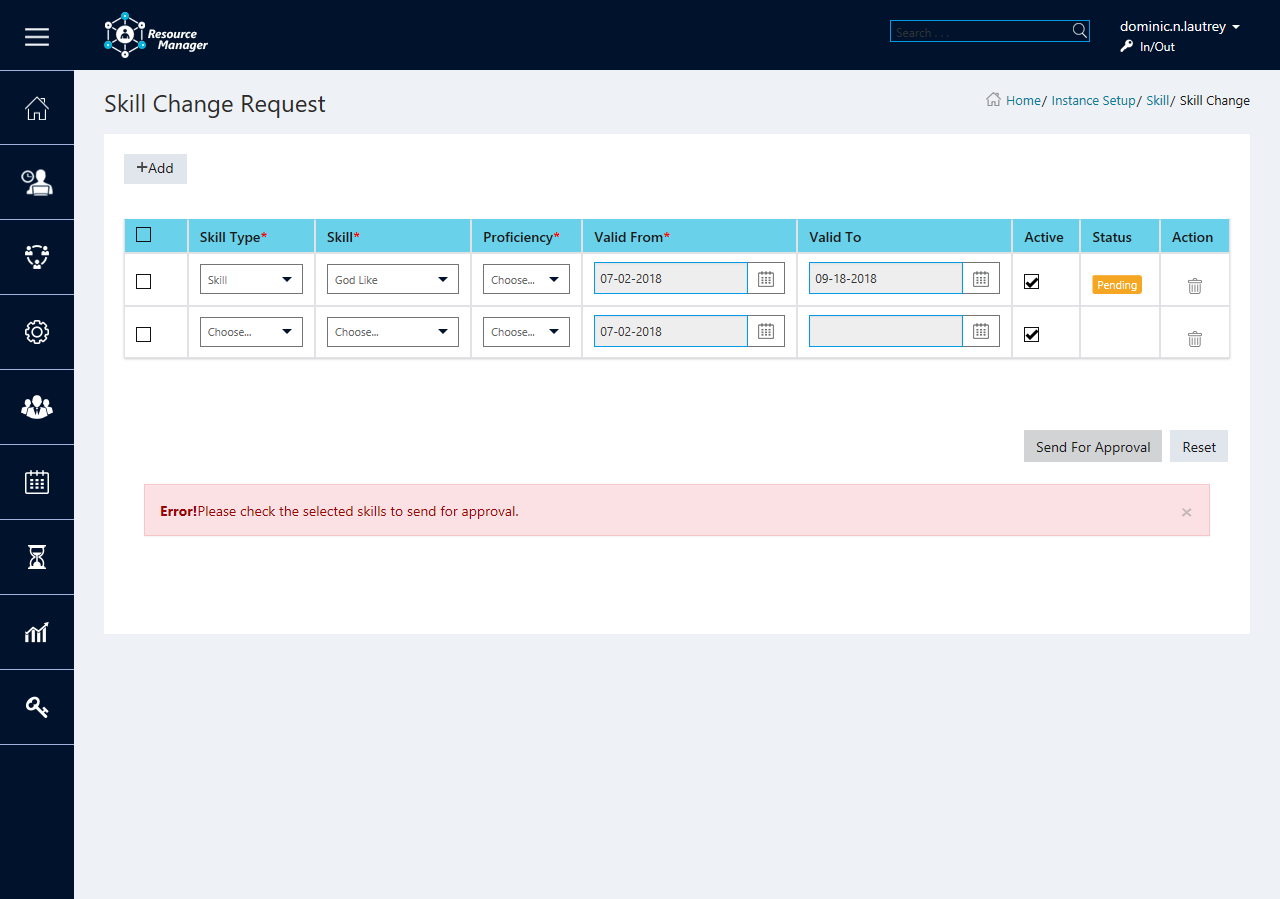 Resource Manager
Search . . .
dominic.n.lautrey
In/Out
Skill Change Request
Home/ Instance Setup/ Skill/ Skill Change
+Add
Skill Type* Skill* Proficiency* Valid From* Valid To Active Status Action
Skill God Like Choose... 07-02-2018 09-18-2018 Pending
Choose... Choose... Choose... 07-02-2018
Send For Approval Reset
Error!Please check the selected skills to send for approval. ×